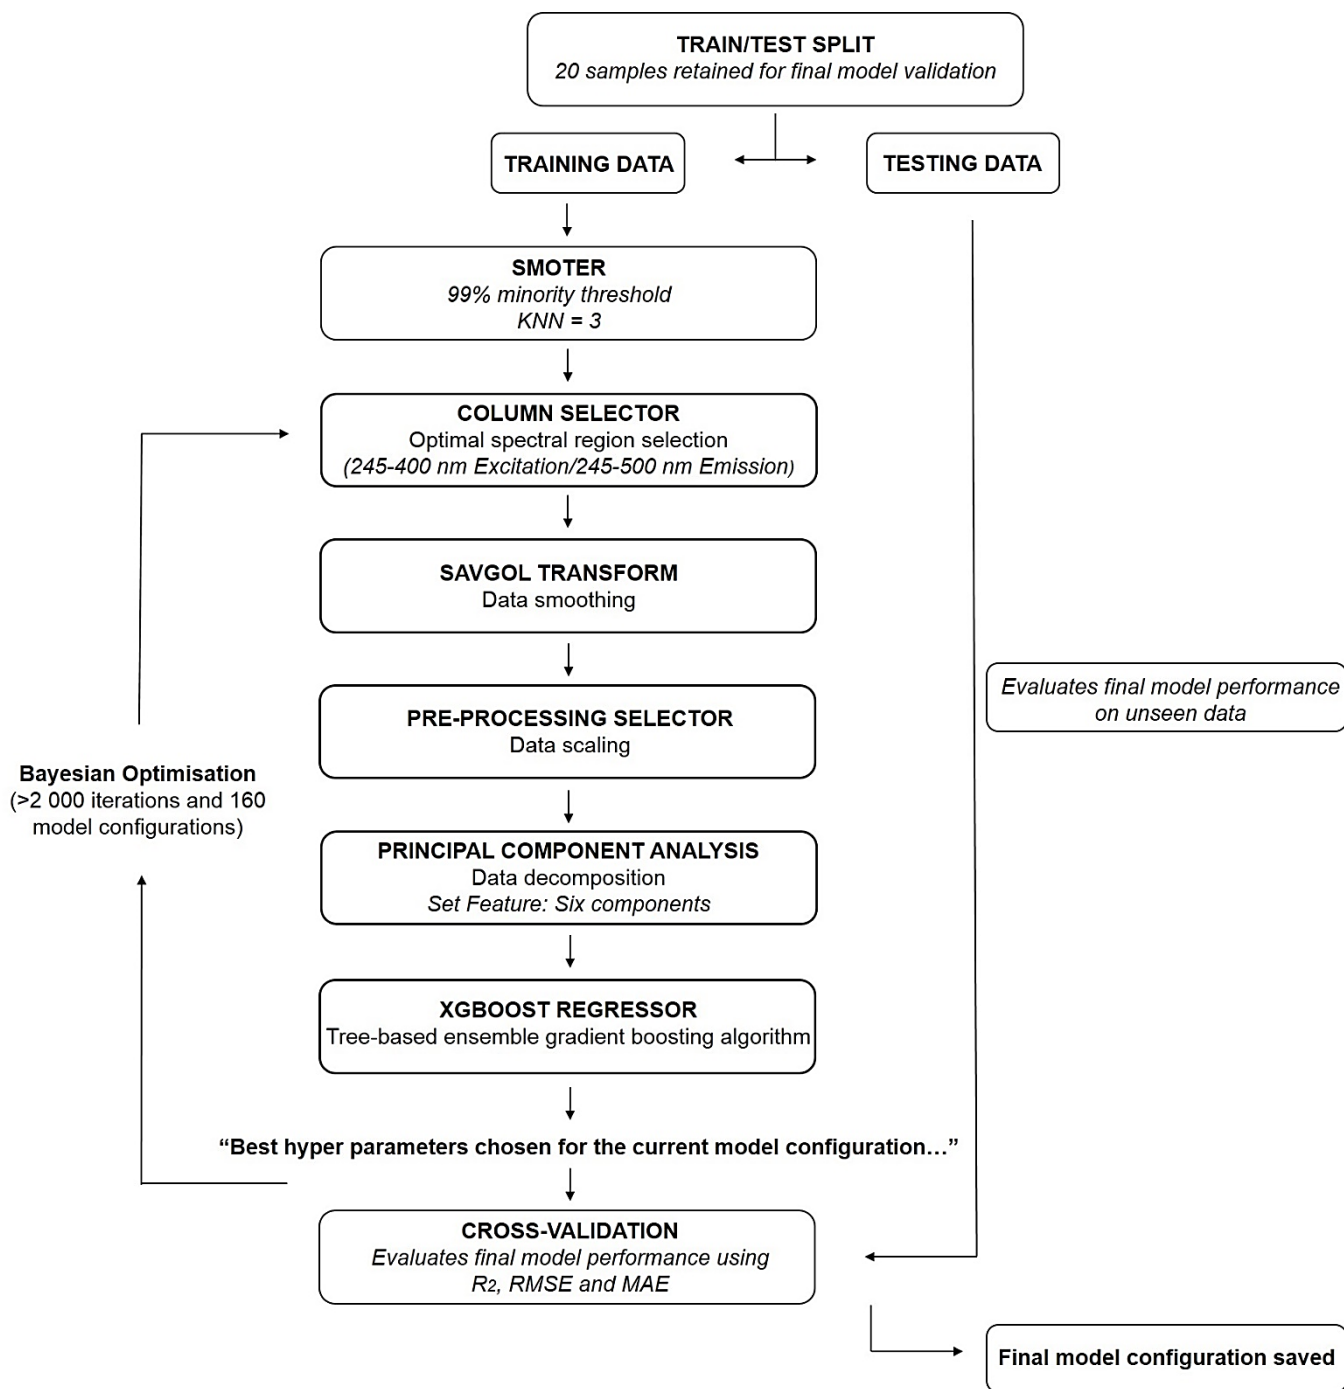 TRAIN/TEST SPLIT
20 samples retained for final model validation
TRAINING DATA
TESTING DATA
SMOTER
99% minority threshold
KNN = 3
COLUMN SELECTOR
Optimal spectral region selection
(245-400 nm Excitation/245-500 nm Emission)
SAVGOL TRANSFORM
Data smoothing
Evaluates final model performance
on unseen data
PRE-PROCESSING SELECTOR
Data scaling
Bayesian Optimisation
(>2 000 iterations and 160
model configurations)
PRINCIPAL COMPONENT ANALYSIS
Data decomposition
Set Feature: Six components
XGBOOST REGRESSOR
Tree-based ensemble gradient boosting algorithm
“Best hyper parameters chosen for the current model configuration…”
CROSS-VALIDATION
Evaluates final model performance using
R2, RMSE and MAE
Final model configuration saved